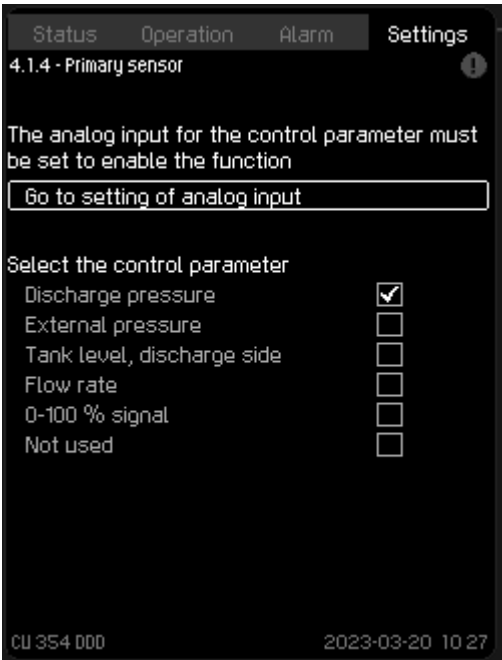 Status Operation Alarm Settings
4.1.4 - Primary sensor
The analog input for the control parameter must
be set to enable the function
Go to setting of analog input
Select the control parameter
Discharge pressure
External pressure
Tank level, discharge side
Flow rate
0-100 % signal
Not used
CU 354 DDD 2023-03-20 10:27